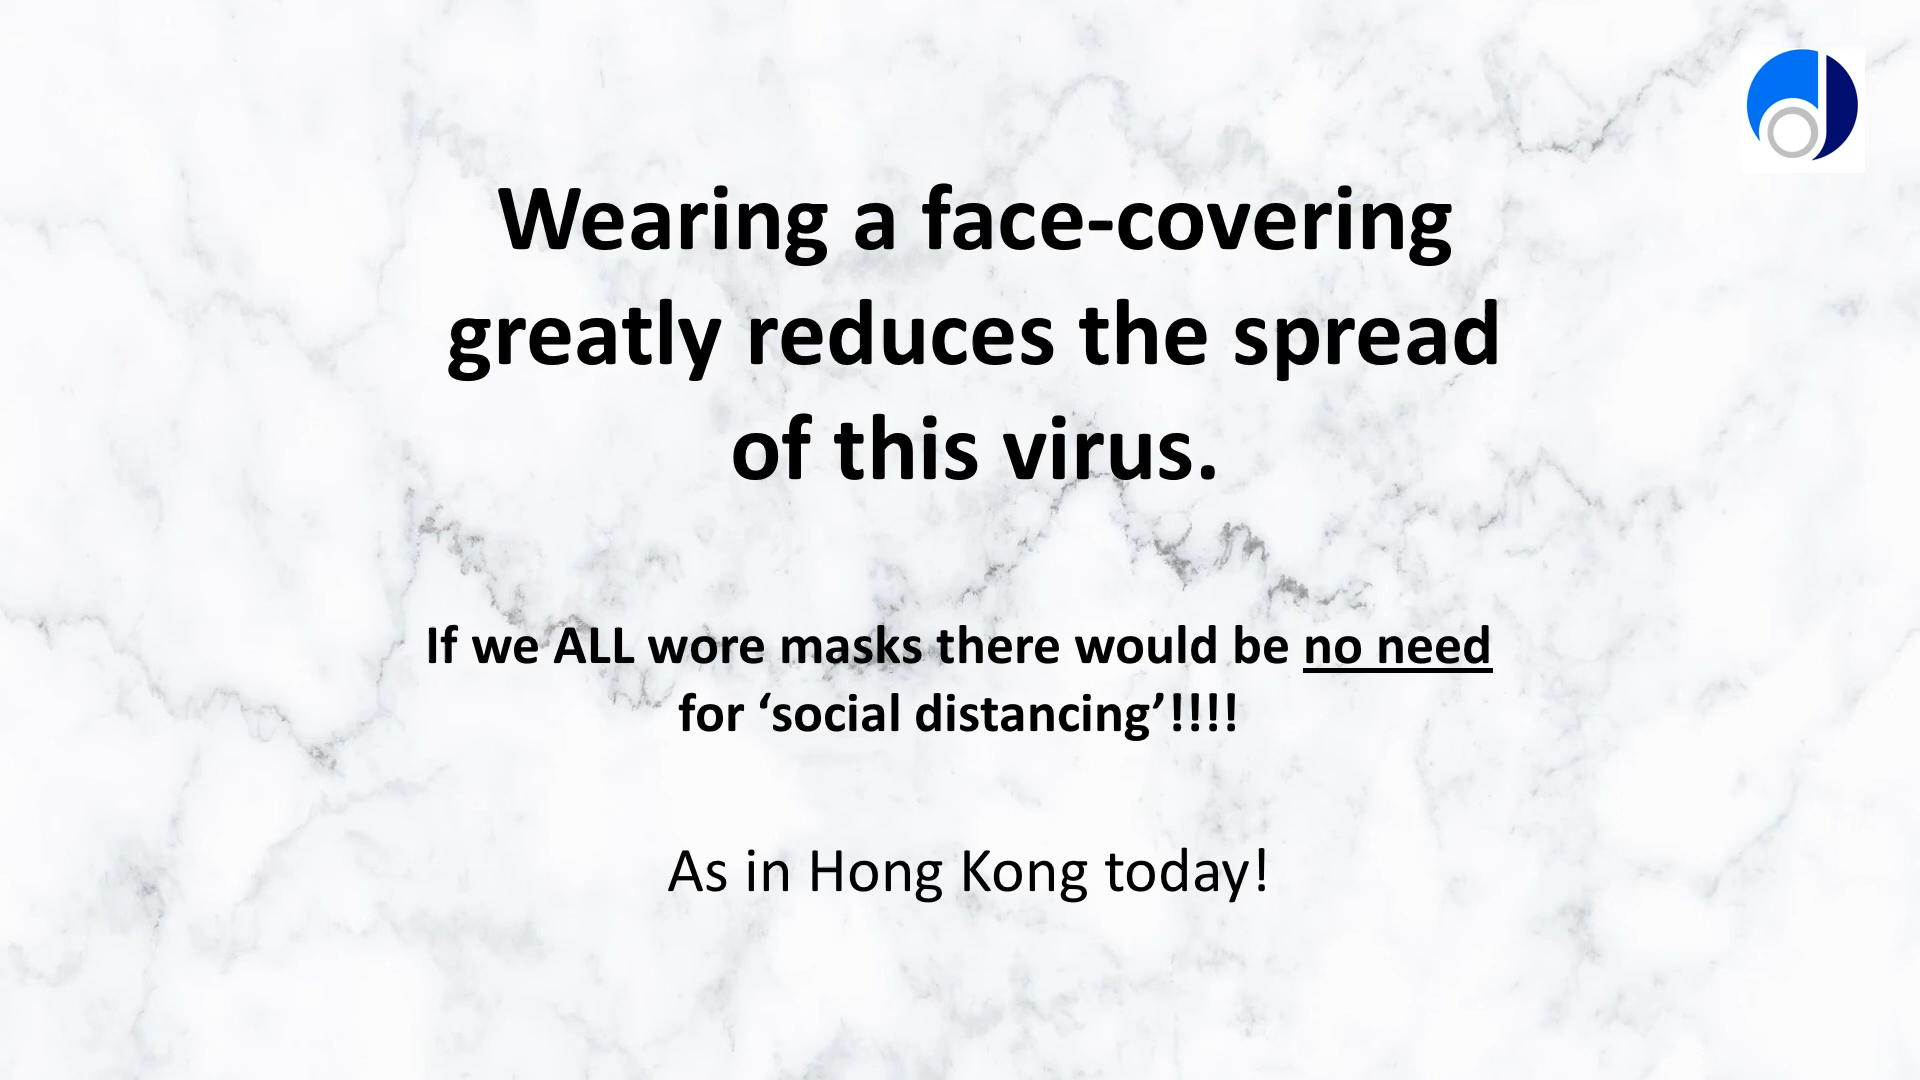 Wearing a face-covering
greatly reduces the spread
of this virus.
If we ALL wore masks there would be no need
for ‘social distancing’!!!!
As in Hong Kong today!